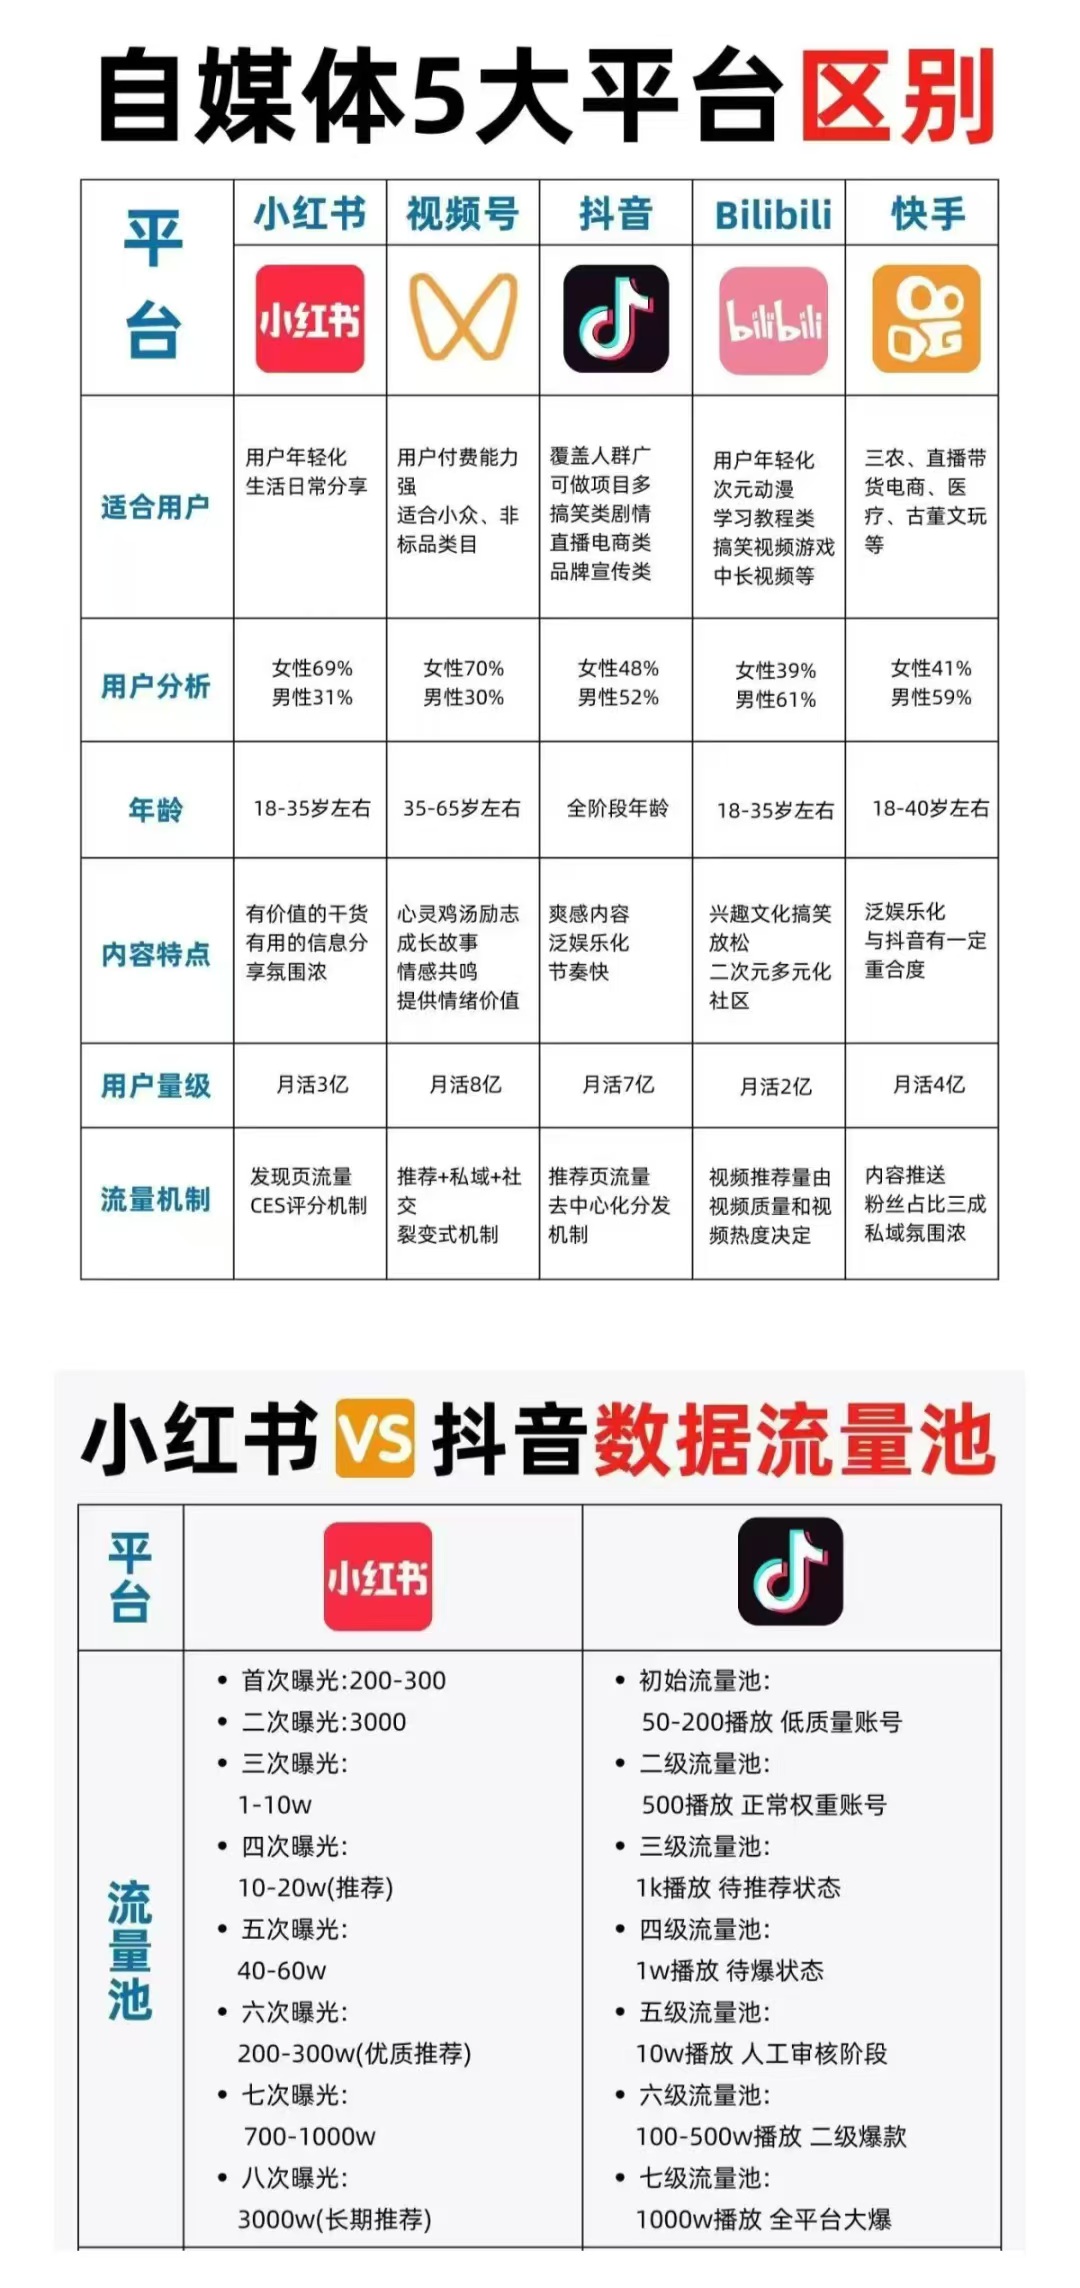 自媒体5大平台区别
平
台
小红书
视频号
抖音
Bilibili
快手
小红书
bilibili
适合用户
用户年轻化
生活日常分享
用户付费能力
强
适合小众、非
标品类目
覆盖人群广
可做项目多
搞笑类剧情
直播电商类
品牌宣传类
用户年轻化
次元动漫
学习教程类
搞笑视频游戏
中长视频等
三农、直播带
货电商、医
疗、古董文玩
等
用户分析
女性69%
男性31%
女性70%
男性30%
女性48%
男性52%
女性39%
男性61%
女性41%
男性59%
年龄
18-35岁左右
35-65岁左右
全阶段年龄
18-35岁左右
18-40岁左右
内容特点
有价值的干货
有用的信息分
享氛围浓
心灵鸡汤励志
成长故事
情感共鸣
提供情绪价值
爽感内容
泛娱乐化
节奏快
兴趣文化搞笑
放松
二次元多元化
社区
泛娱乐化
与抖音有一定
重合度
用户量级
月活3亿
月活8亿
月活7亿
月活2亿
月活4亿
流量机制
发现页流量
CES评分机制
推荐+私域+社
交
裂变式机制
推荐页流量
去中心化分发
机制
视频推荐量由
视频质量和视
频热度决定
内容推送
粉丝占比三成
私域氛围浓
小红书 VS 抖音数据流量池
平
台
小红书
流
量
池
• 首次曝光:200-300
• 二次曝光:3000
• 三次曝光:
1-10w
• 四次曝光:
10-20w(推荐)
• 五次曝光:
40-60w
• 六次曝光:
200-300w(优质推荐)
• 七次曝光:
700-1000w
• 八次曝光:
3000w(长期推荐)
• 初始流量池:
50-200播放 低质量账号
• 二级流量池:
500播放 正常权重账号
• 三级流量池:
1k播放 待推荐状态
• 四级流量池:
1w播放 待爆状态
• 五级流量池:
10w播放 人工审核阶段
• 六级流量池:
100-500w播放 二级爆款
• 七级流量池:
1000w播放 全平台大爆